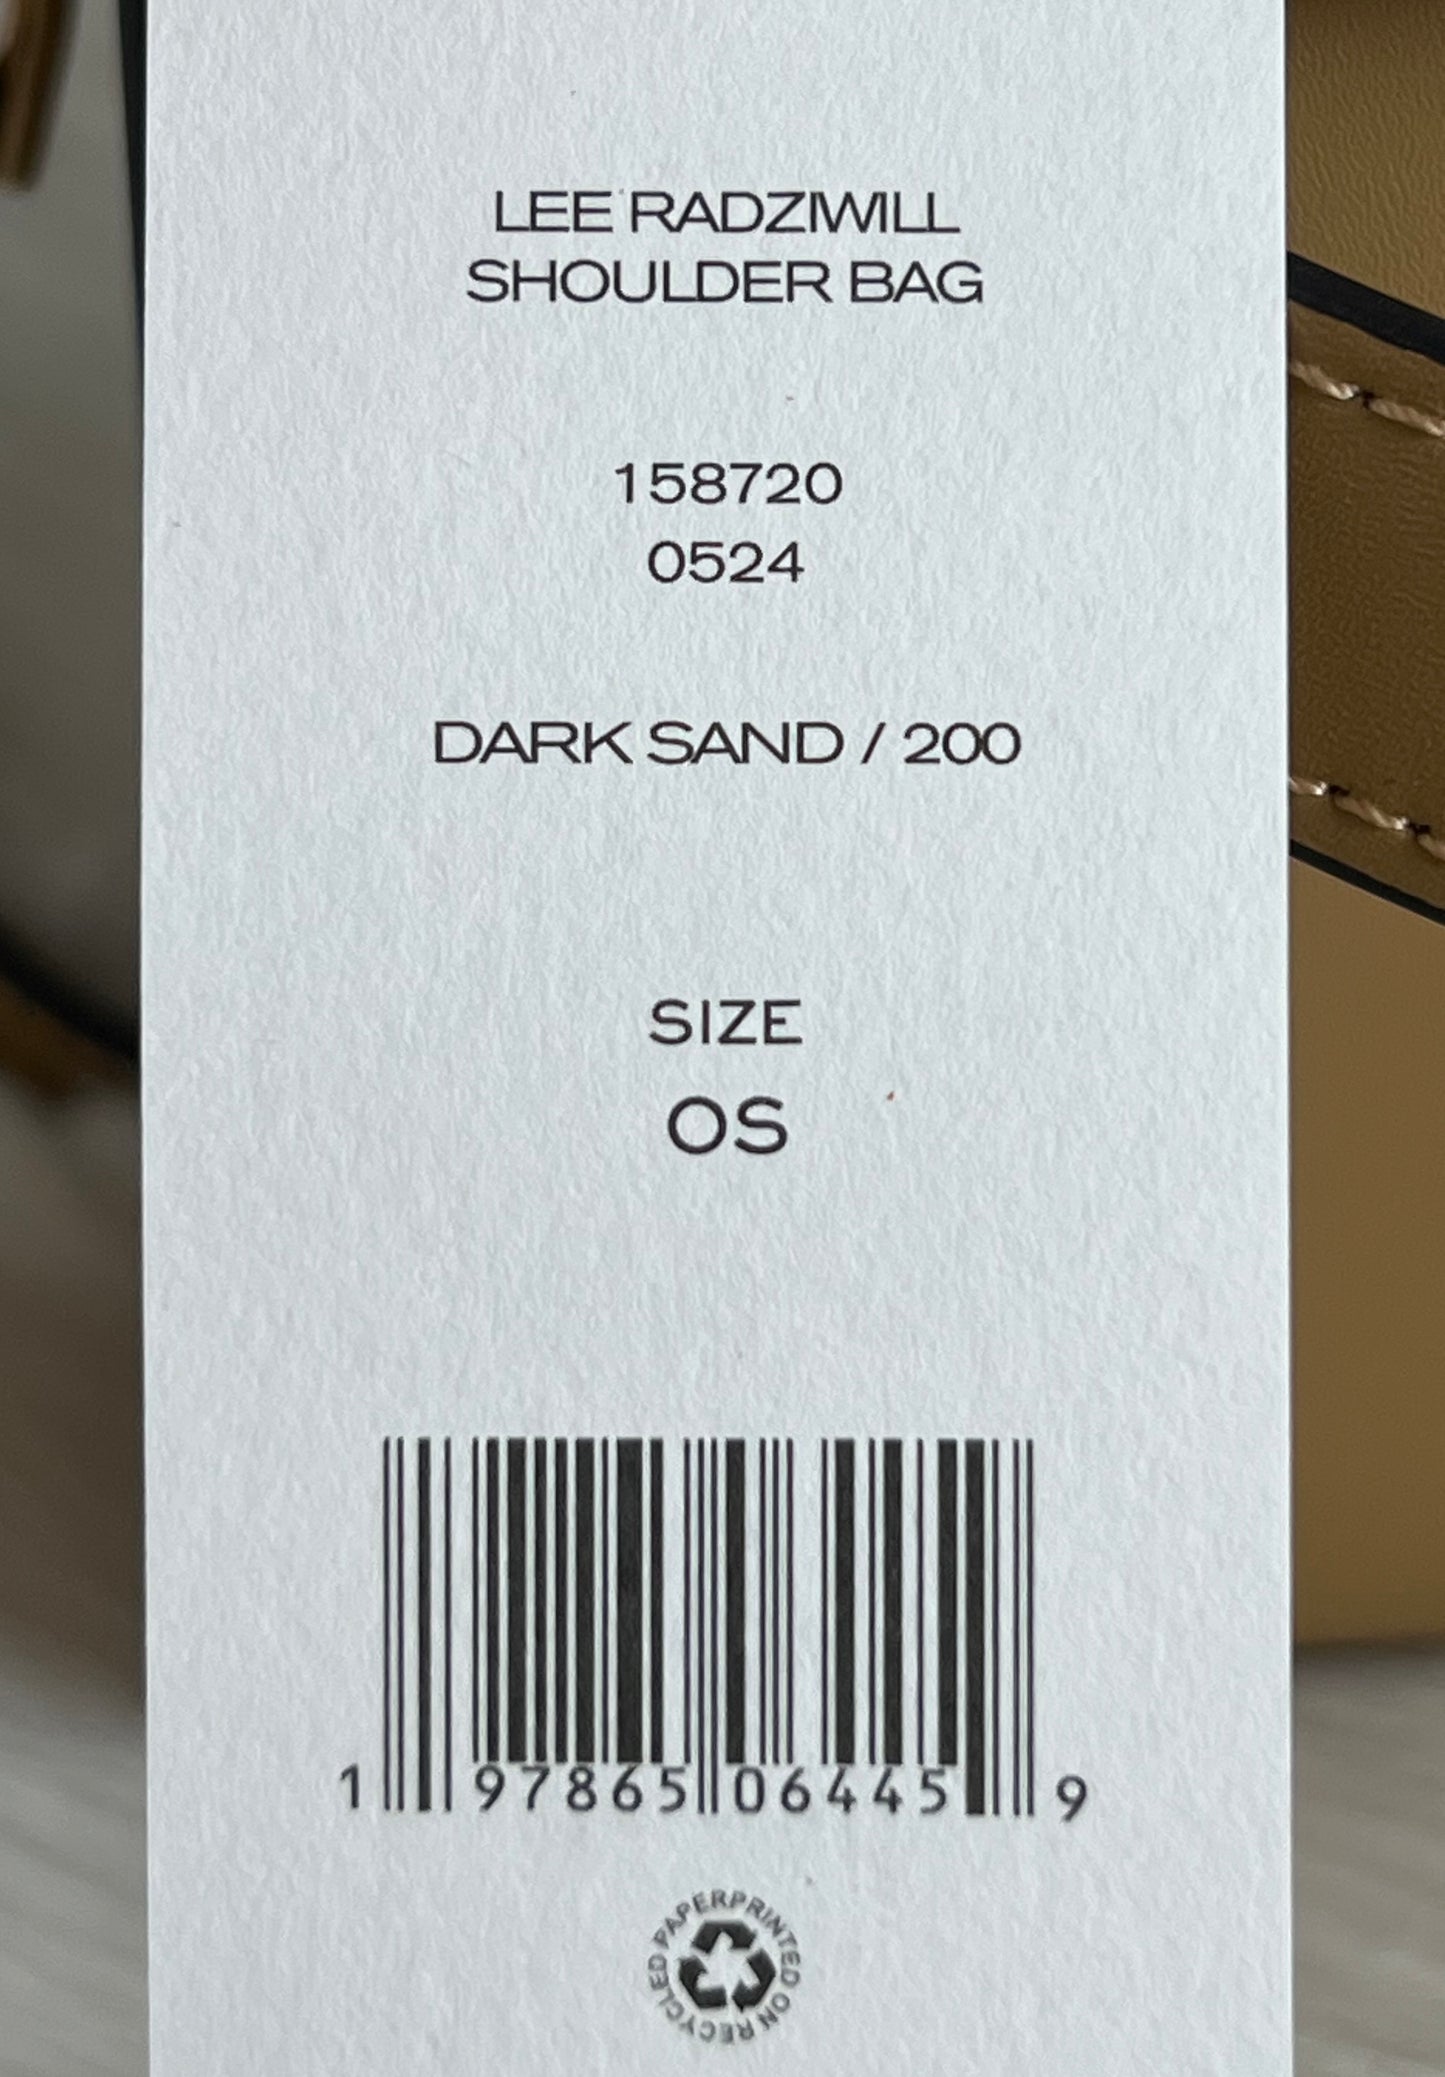 LEE RADZIWILL
SHOULDER BAG
158720
0524
DARK SAND / 200
SIZE
OS
1 97865 06445 9
PRINTED ON RECYCLED PAPER